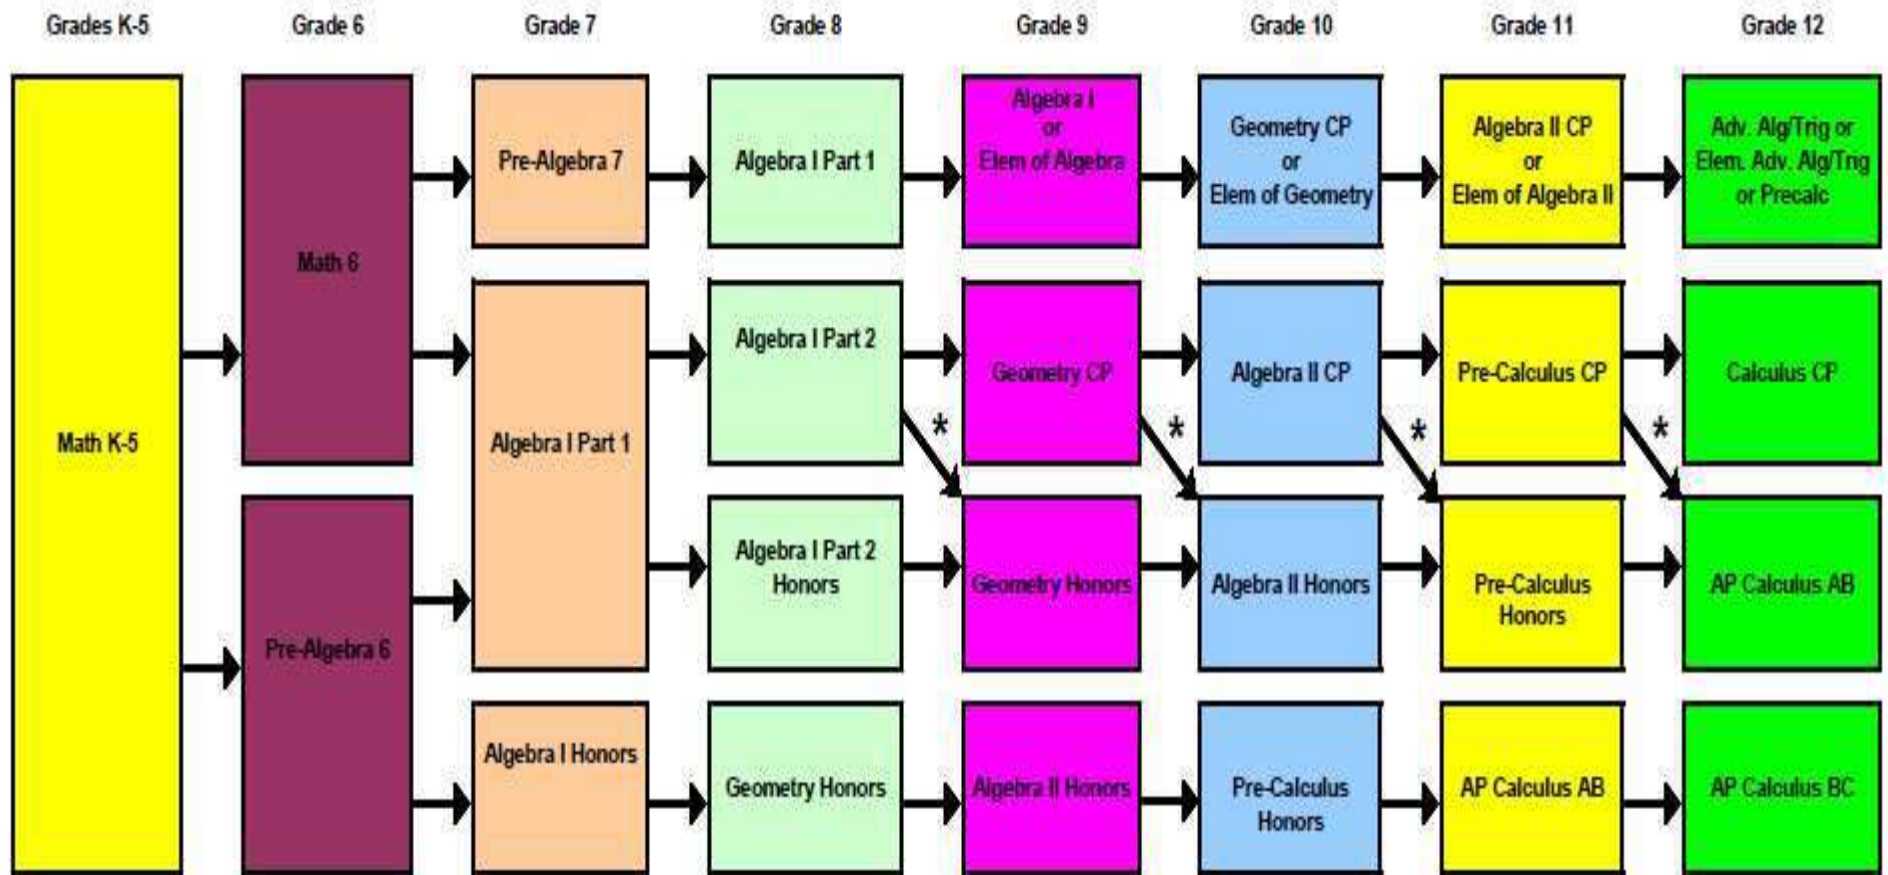 Grades K-5
Grade 6
Grade 7
Grade 8
Grade 9
Grade 10
Grade 11
Grade 12
Math K-5
Math 6
Pre-Algebra 6
Pre-Algebra 7
Algebra I Part 1
Algebra I Honors
Algebra I Part 1
Algebra I Part 2
Algebra I Part 2
Honors
Geometry Honors
Algebra I
or
Elem of Algebra
Geometry CP
Geometry Honors
Algebra II Honors
Geometry CP
or
Elem of Geometry
Algebra II CP
Algebra II Honors
Pre-Calculus
Honors
Algebra II CP
or
Elem of Algebra II
Pre-Calculus CP
Pre-Calculus
Honors
AP Calculus AB
Adv. Alg/Trig or
Elem. Adv. Alg/Trig
or Precalc
Calculus CP
AP Calculus AB
AP Calculus BC
*
*
*
*